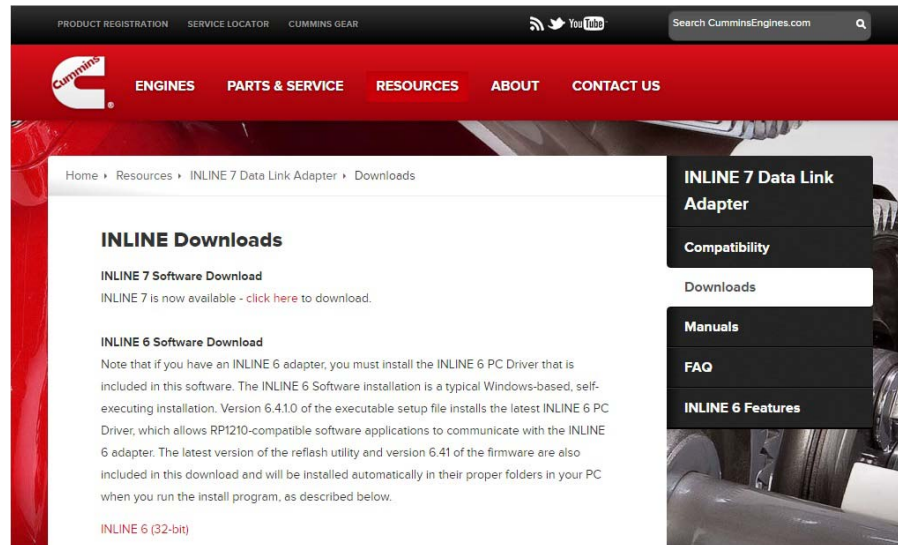 PRODUCT REGISTRATION SERVICE LOCATOR CUMMINS GEAR
You Tube
Search CumminsEngines.com
Cummins
ENGINES PARTS & SERVICE RESOURCES ABOUT CONTACT US
Home › Resources › INLINE 7 Data Link Adapter › Downloads
INLINE Downloads
INLINE 7 Software Download
INLINE 7 is now available - click here to download.
INLINE 6 Software Download
Note that if you have an INLINE 6 adapter, you must install the INLINE 6 PC Driver that is
included in this software. The INLINE 6 Software installation is a typical Windows-based, self-
executing installation. Version 6.4.1.0 of the executable setup file installs the latest INLINE 6 PC
Driver, which allows RP1210-compatible software applications to communicate with the INLINE
6 adapter. The latest version of the reflash utility and version 6.41 of the firmware are also
included in this download and will be installed automatically in their proper folders in your PC
when you run the install program, as described below.
INLINE 6 (32-bit)
INLINE 7 Data Link
Adapter
Compatibility
Downloads
Manuals
FAQ
INLINE 6 Features